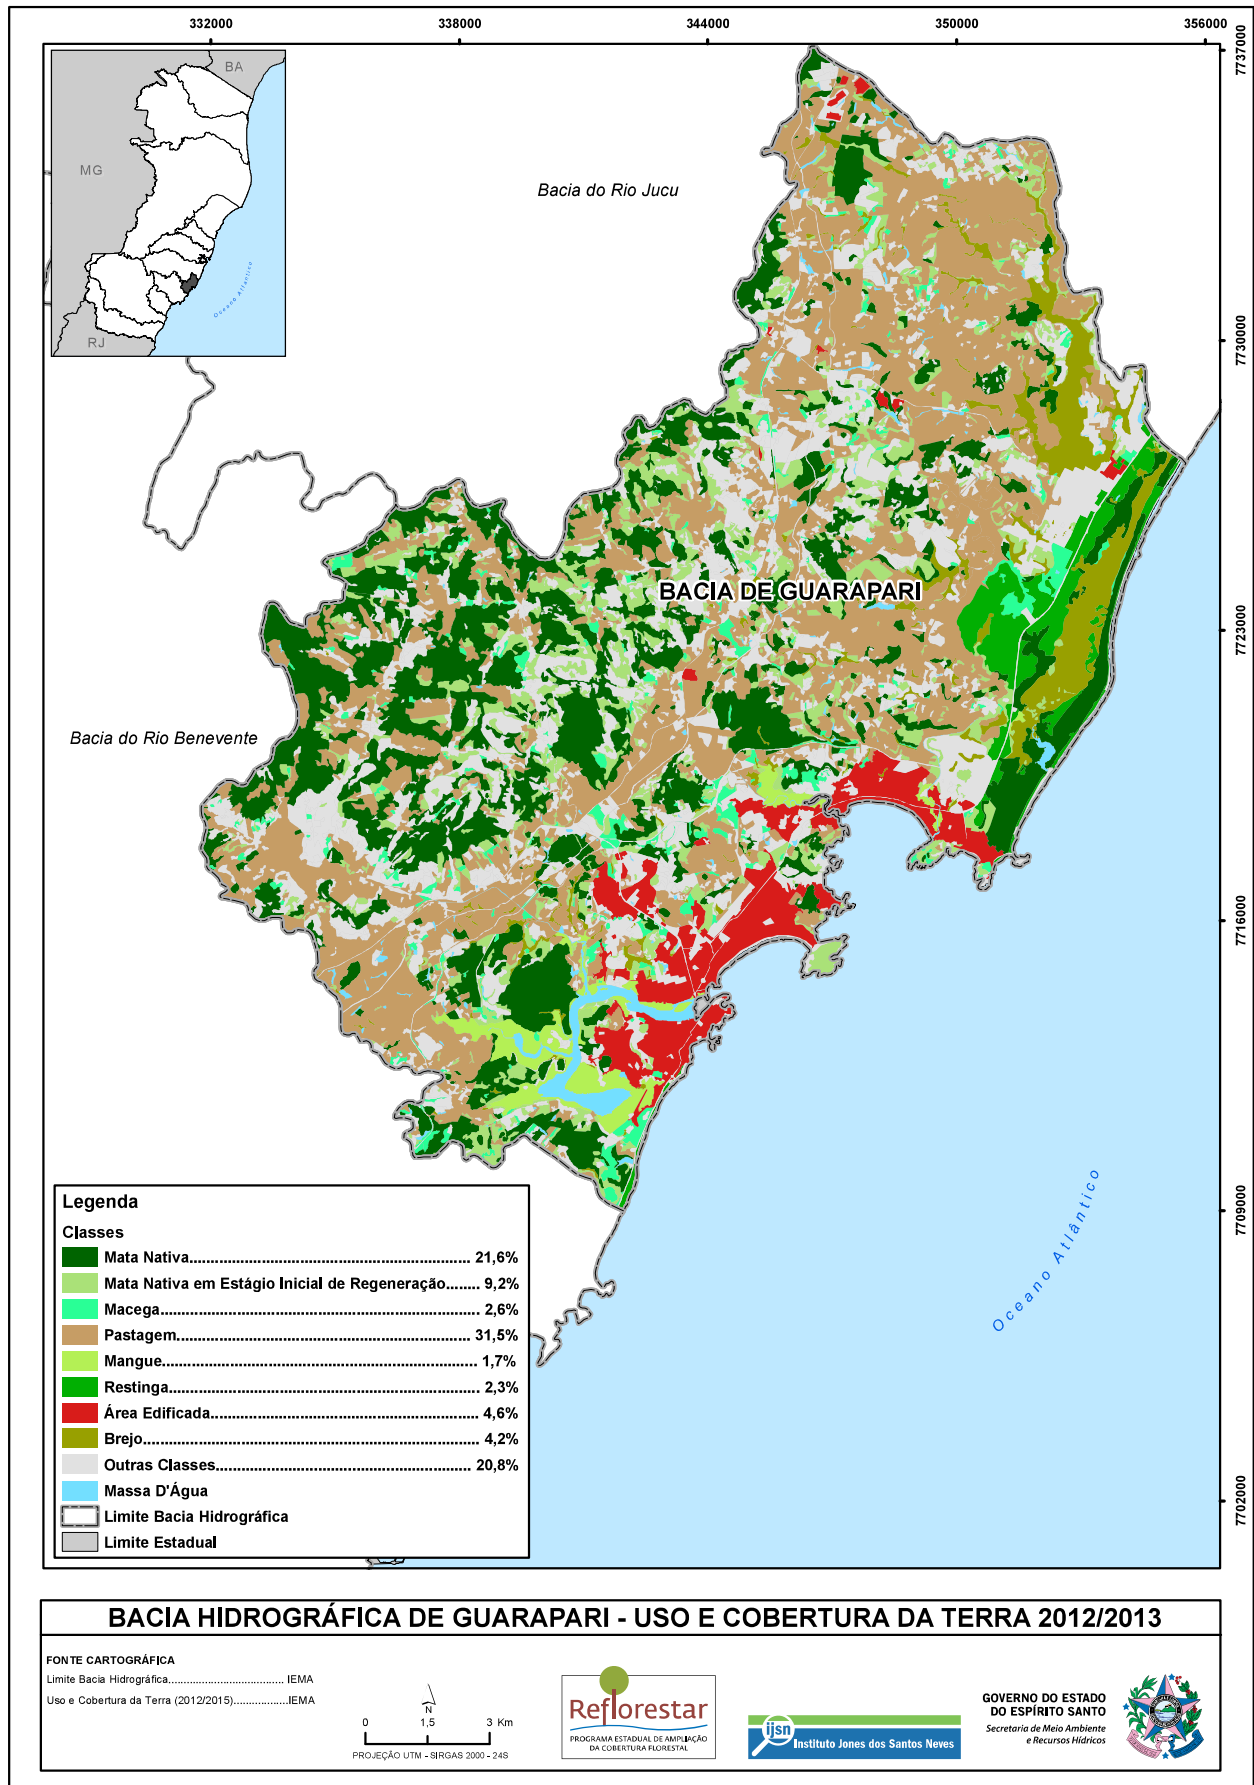 332000
338000
344000
350000
356000
7737000
7730000
7723000
7716000
7709000
7702000
BA
MG
RJ
Oceano Atlântico
Bacia do Rio Jucu
BACIA DE GUARAPARI
Bacia do Rio Benevente
Oceano Atlântico
Legenda
Classes
Mata Nativa 21,6%
Mata Nativa em Estágio Inicial de Regeneração 9,2%
Macega 2,6%
Pastagem 31,5%
Mangue 1,7%
Restinga 2,3%
Área Edificada 4,6%
Brejo 4,2%
Outras Classes 20,8%
Massa D'Água
Limite Bacia Hidrográfica
Limite Estadual
BACIA HIDROGRÁFICA DE GUARAPARI - USO E COBERTURA DA TERRA 2012/2013
FONTE CARTOGRÁFICA
Limite Bacia Hidrográfica IEMA
Uso e Cobertura da Terra (2012/2015) IEMA
N
0 1,5 3 Km
PROJEÇÃO UTM - SIRGAS 2000 - 24S
Reflorestar
PROGRAMA ESTADUAL DE AMPLIAÇÃO
DA COBERTURA FLORESTAL
ijsn
Instituto Jones dos Santos Neves
GOVERNO DO ESTADO
DO ESPÍRITO SANTO
Secretaria de Meio Ambiente
e Recursos Hídricos